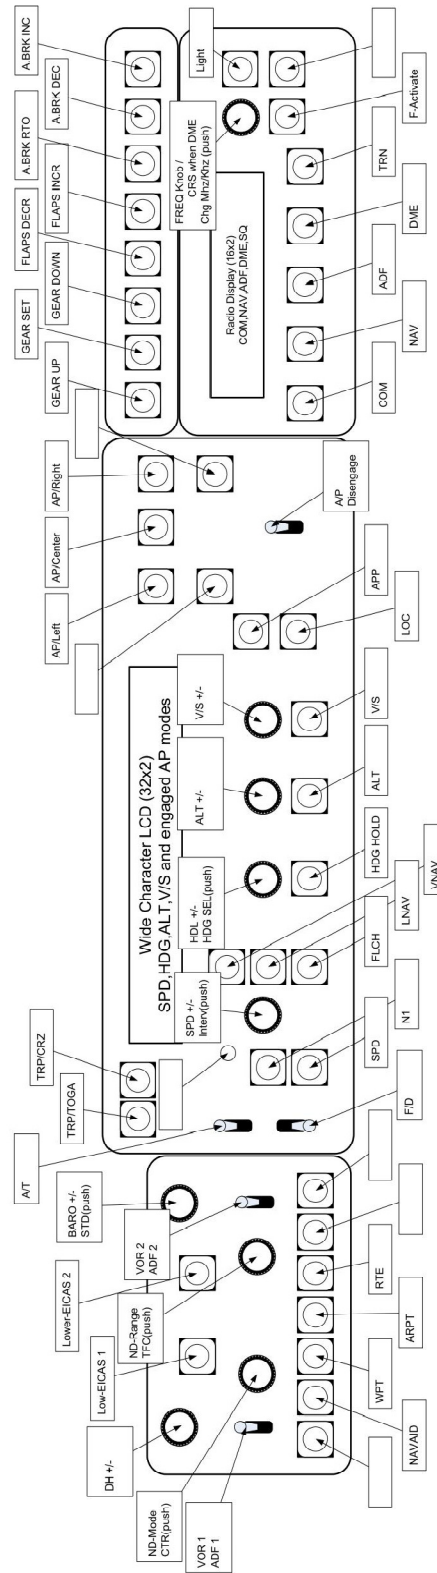 DH +/-
Low-EICAS 1
Lower-EICAS 2
BARO +/-
STD(push)
ND-Mode
CTR(push)
VOR 1
ADF 1
ND-Range
TFC(push)
VOR 2
ADF 2
NAVAID
WPT
ARPT
RTE
A/T
TRP/TOGA
TRP/CRZ
Wide Character LCD (32x2)
SPD,HDG,ALT,V/S and engaged AP modes
SPD +/-
Interv(push)
HDL +/-
HDG SEL(push)
ALT +/-
V/S +/-
F/D
SPD
N1
FLCH
LNAV
VNAV
HDG HOLD
ALT
V/S
LOC
APP
A/P
Disengage
AP/Left
AP/Center
AP/Right
GEAR UP
GEAR SET
GEAR DOWN
FLAPS DECR
FLAPS INCR
A.BRK RTO
A.BRK DEC
A.BRK INC
Radio Display (16x2)
COM,NAV,ADF,DME,SQ
FREQ Knob /
CRS when DME
Chg Mhz/Khz (push)
Light
COM
NAV
ADF
DME
TRN
F-Activate